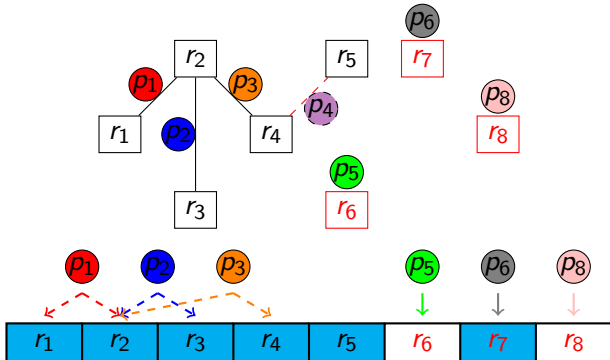 p₆
r₂ r₅ r₇
p₁ p₃ p₈
p₄
r₁ p₂ r₄ r₈
p₅
r₃ r₆
p₁ p₂ p₃ p₅ p₆ p₈
r₁ r₂ r₃ r₄ r₅ r₆ r₇ r₈